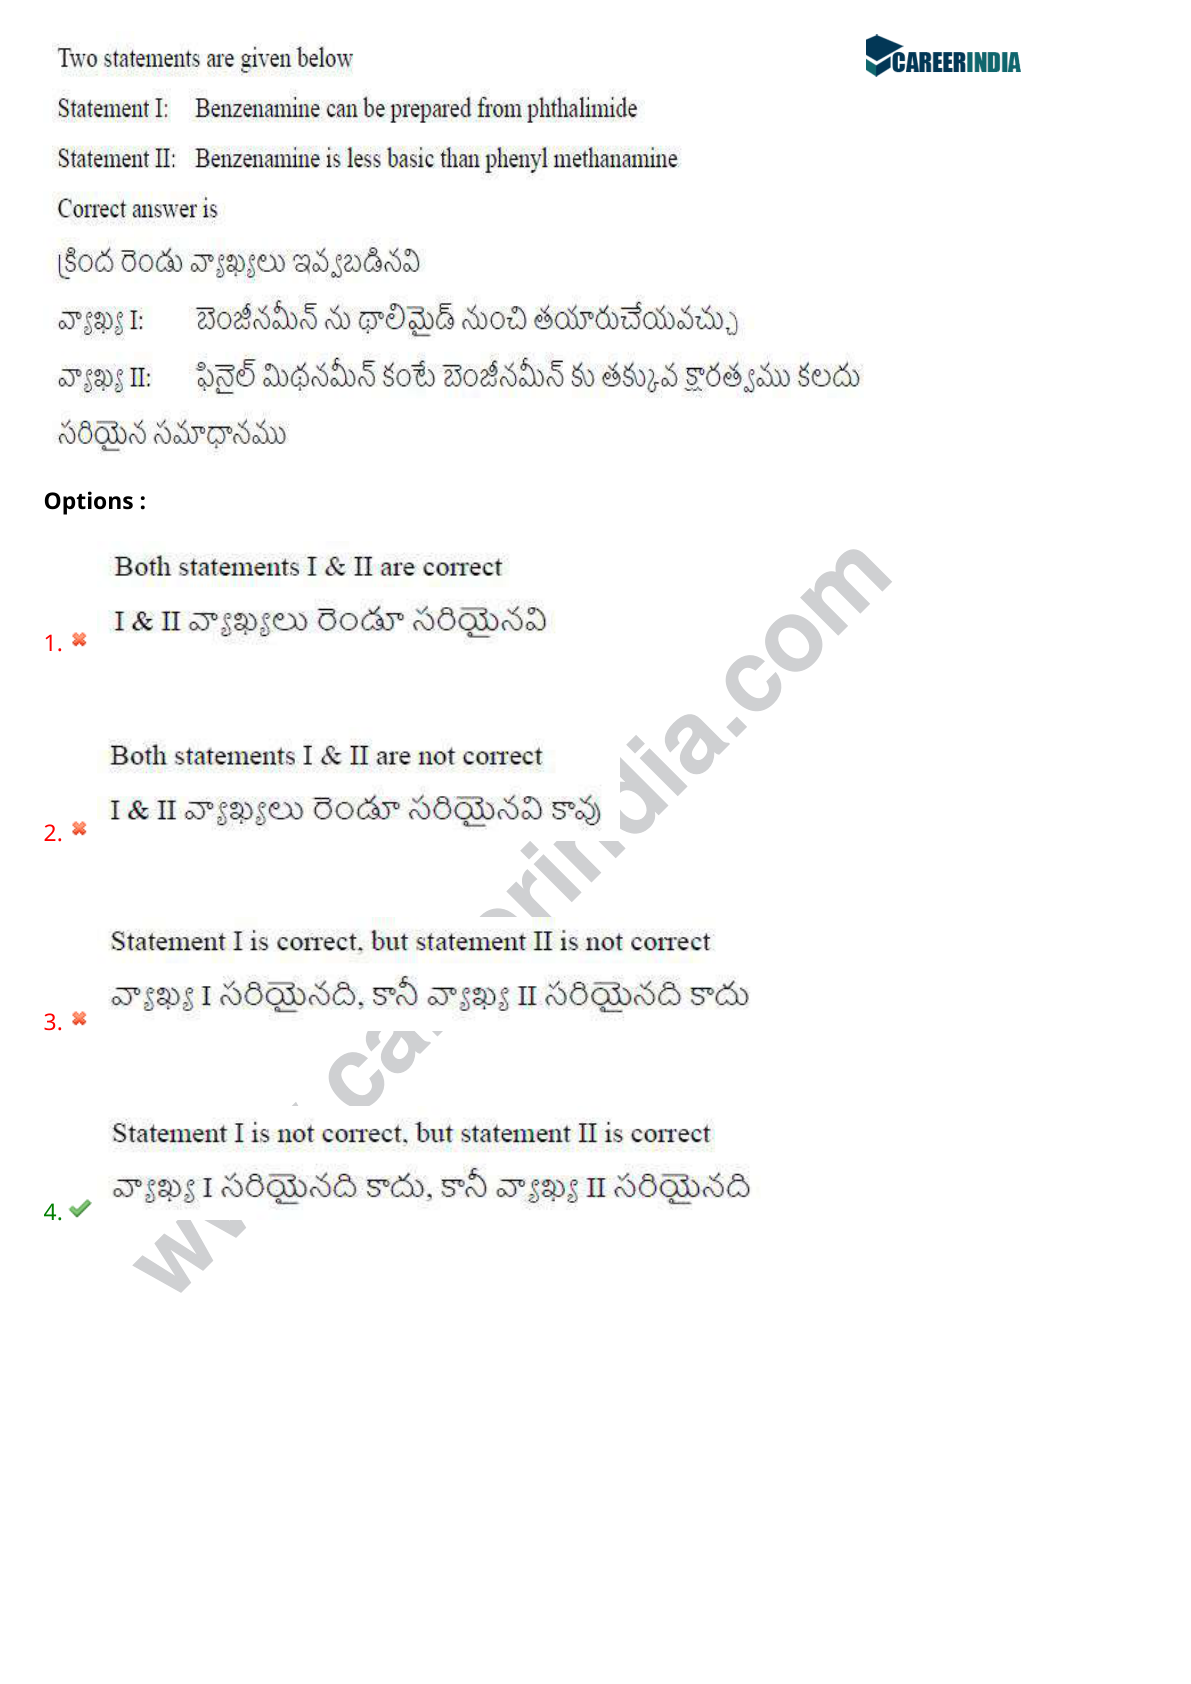 CAREERINDIA
Two statements are given below
Statement I: Benzenamine can be prepared from phthalimide
Statement II: Benzenamine is less basic than phenyl methanamine
Correct answer is
క్రింద రెండు వ్యాఖ్యలు ఇవ్వబడినవి
వ్యాఖ్య I: బెంజీనమీన్ ను థాలిమైడ్ నుంచి తయారుచేయవచ్చు
వ్యాఖ్య II: ఫినైల్ మిథనమీన్ కంటే బెంజీనమీన్ కు తక్కువ క్షారత్వము కలదు
సరియైన సమాధానము
Options :
Both statements I & II are correct
I & II వ్యాఖ్యలు రెండూ సరియైనవి
1.
Both statements I & II are not correct
I & II వ్యాఖ్యలు రెండూ సరియైనవి కావు
2.
Statement I is correct, but statement II is not correct
వ్యాఖ్య I సరియైనది, కానీ వ్యాఖ్య II సరియైనది కాదు
3.
Statement I is not correct, but statement II is correct
వ్యాఖ్య I సరియైనది కాదు, కానీ వ్యాఖ్య II సరియైనది
4.